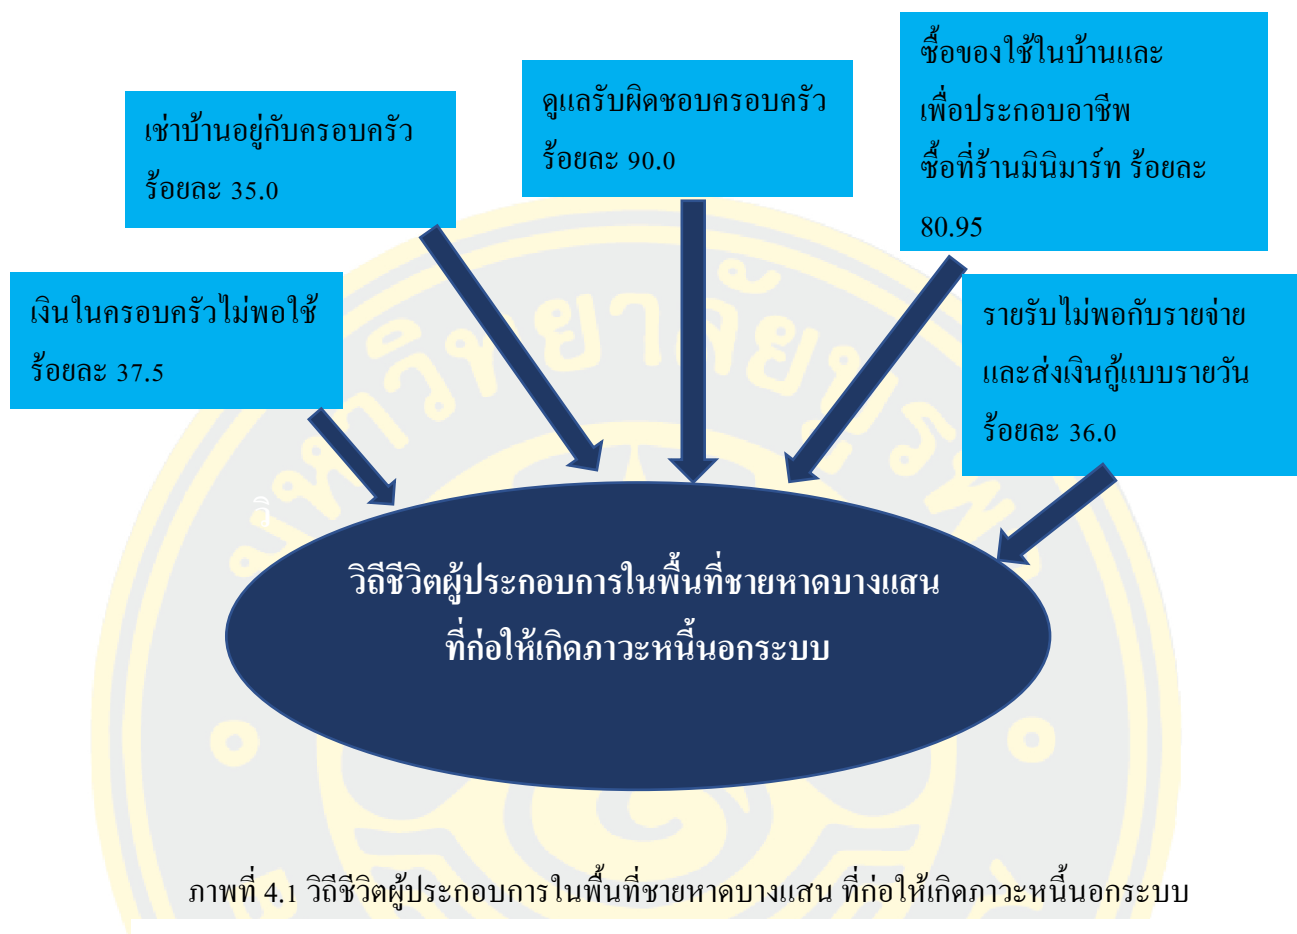 เงินในครอบครัวไม่พอใช้
ร้อยละ 37.5
เช่าบ้านอยู่กับครอบครัว
ร้อยละ 35.0
ดูแลรับผิดชอบครอบครัว
ร้อยละ 90.0
ซื้อของใช้ในบ้านและ
เพื่อประกอบอาชีพ
ซื้อที่ร้านมินิมาร์ท ร้อยละ
80.95
รายรับไม่พอกับรายจ่าย
และส่งเงินกู้แบบรายวัน
ร้อยละ 36.0
วิ
วิถีชีวิตผู้ประกอบการในพื้นที่ชายหาดบางแสน
ที่ก่อให้เกิดภาวะหนี้นอกระบบ
มหาวิทยาลัยบูรพา
ภาพที่ 4.1 วิถีชีวิตผู้ประกอบการในพื้นที่ชายหาดบางแสน ที่ก่อให้เกิดภาวะหนี้นอกระบบ